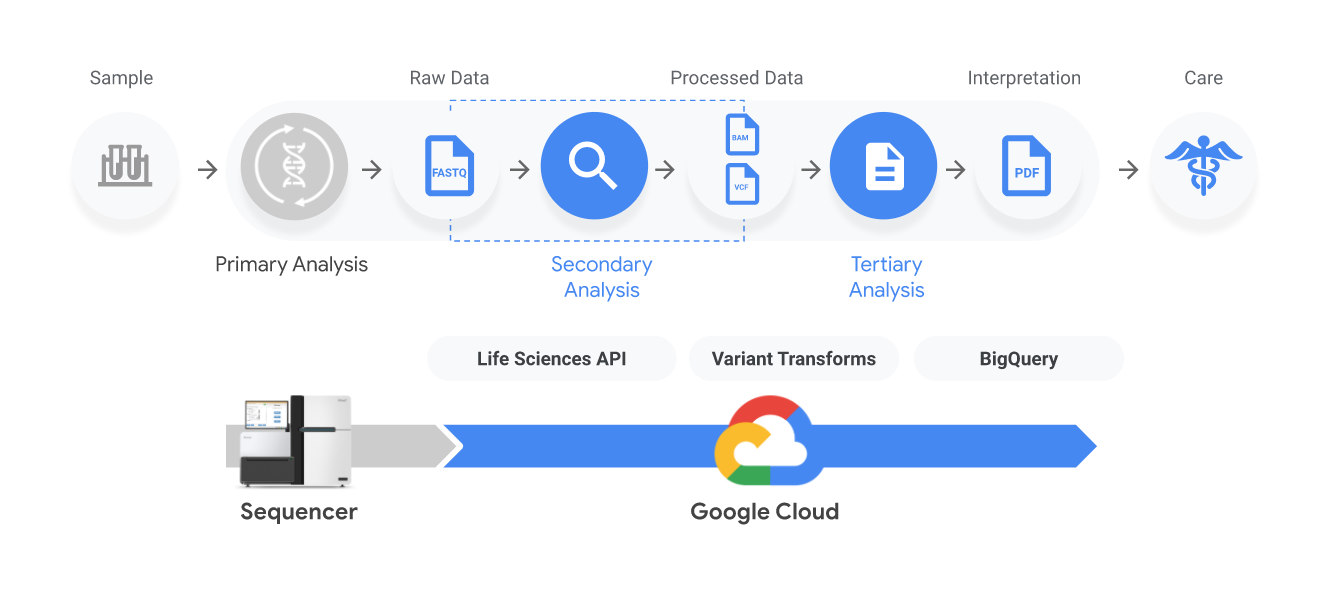 Sample
Raw Data
Processed Data
Interpretation
Care
FASTQ
BAM
VCF
PDF
Primary Analysis
Secondary
Analysis
Tertiary
Analysis
Life Sciences API
Variant Transforms
BigQuery
Sequencer
Google Cloud